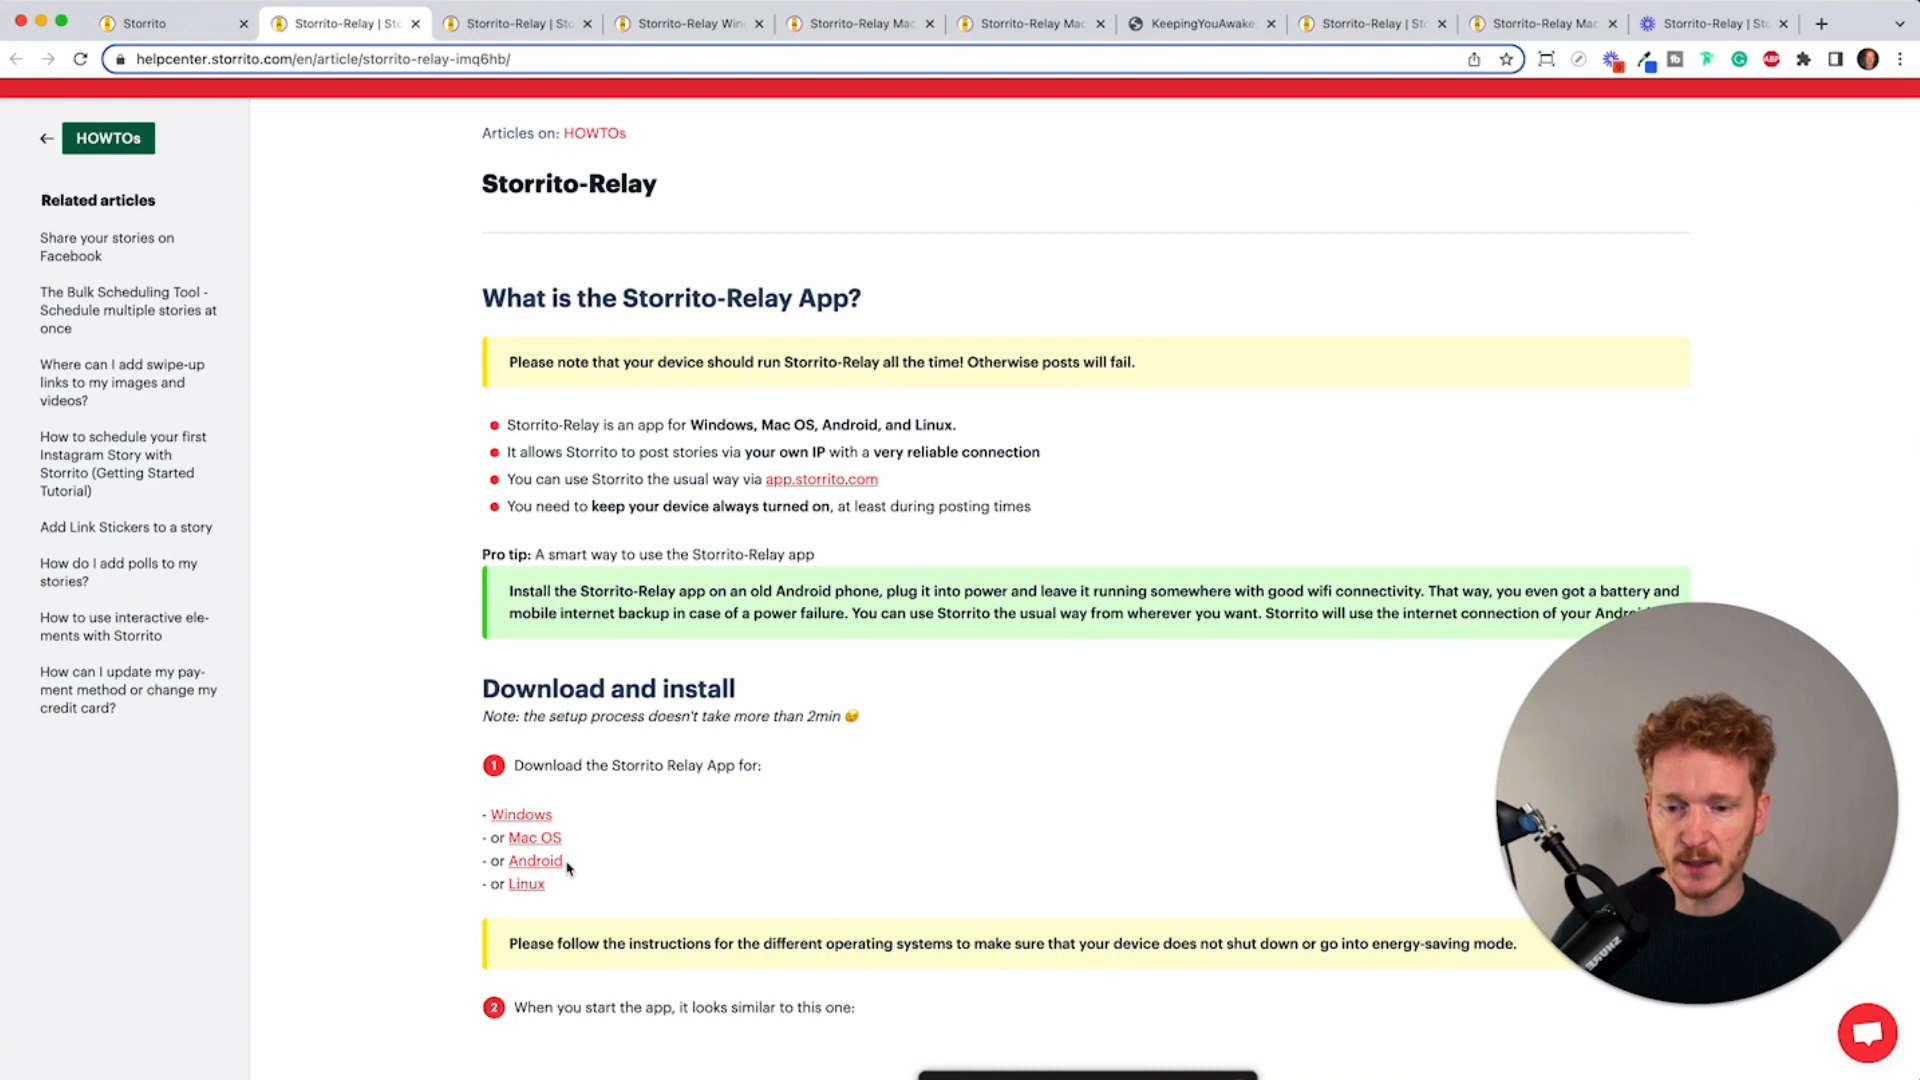 Storrito
Storrito-Relay | Sto
Storrito-Relay | Sto
Storrito-Relay Win
Storrito-Relay Mac
Storrito-Relay Mac
KeepingYouAwake
Storrito-Relay | Sto
Storrito-Relay Mac
Storrito-Relay | Sto
helpcenter.storrito.com/en/article/storrito-relay-imq6hb/
HOWTOs
Related articles
Share your stories on
Facebook
The Bulk Scheduling Tool -
Schedule multiple stories at
once
Where can I add swipe-up
links to my images and
videos?
How to schedule your first
Instagram Story with
Storrito (Getting Started
Tutorial)
Add Link Stickers to a story
How do I add polls to my
stories?
How to use interactive ele-
ments with Storrito
How can I update my pay-
ment method or change my
credit card?
Articles on: HOWTOs
Storrito-Relay
What is the Storrito-Relay App?
Please note that your device should run Storrito-Relay all the time! Otherwise posts will fail.
Storrito-Relay is an app for Windows, Mac OS, Android, and Linux.
It allows Storrito to post stories via your own IP with a very reliable connection
You can use Storrito the usual way via app.storrito.com
You need to keep your device always turned on, at least during posting times
Pro tip: A smart way to use the Storrito-Relay app
Install the Storrito-Relay app on an old Android phone, plug it into power and leave it running somewhere with good wifi connectivity. That way, you even got a battery and
mobile internet backup in case of a power failure. You can use Storrito the usual way from wherever you want. Storrito will use the internet connection of your
Download and install
Note: the setup process doesn't take more than 2min 😉
1 Download the Storrito Relay App for:
- Windows
- or Mac OS
- or Android
- or Linux
Please follow the instructions for the different operating systems to make sure that your device does not shut down or go into energy-saving mode.
2 When you start the app, it looks similar to this one:
SHURE
ABP